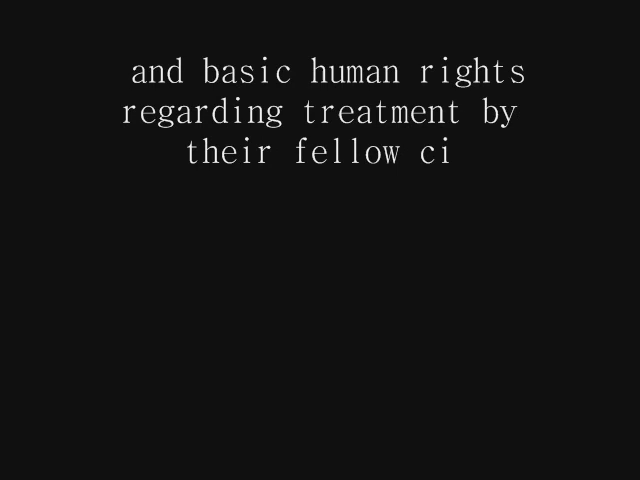 and basic human rights
regarding treatment by
their fellow ci